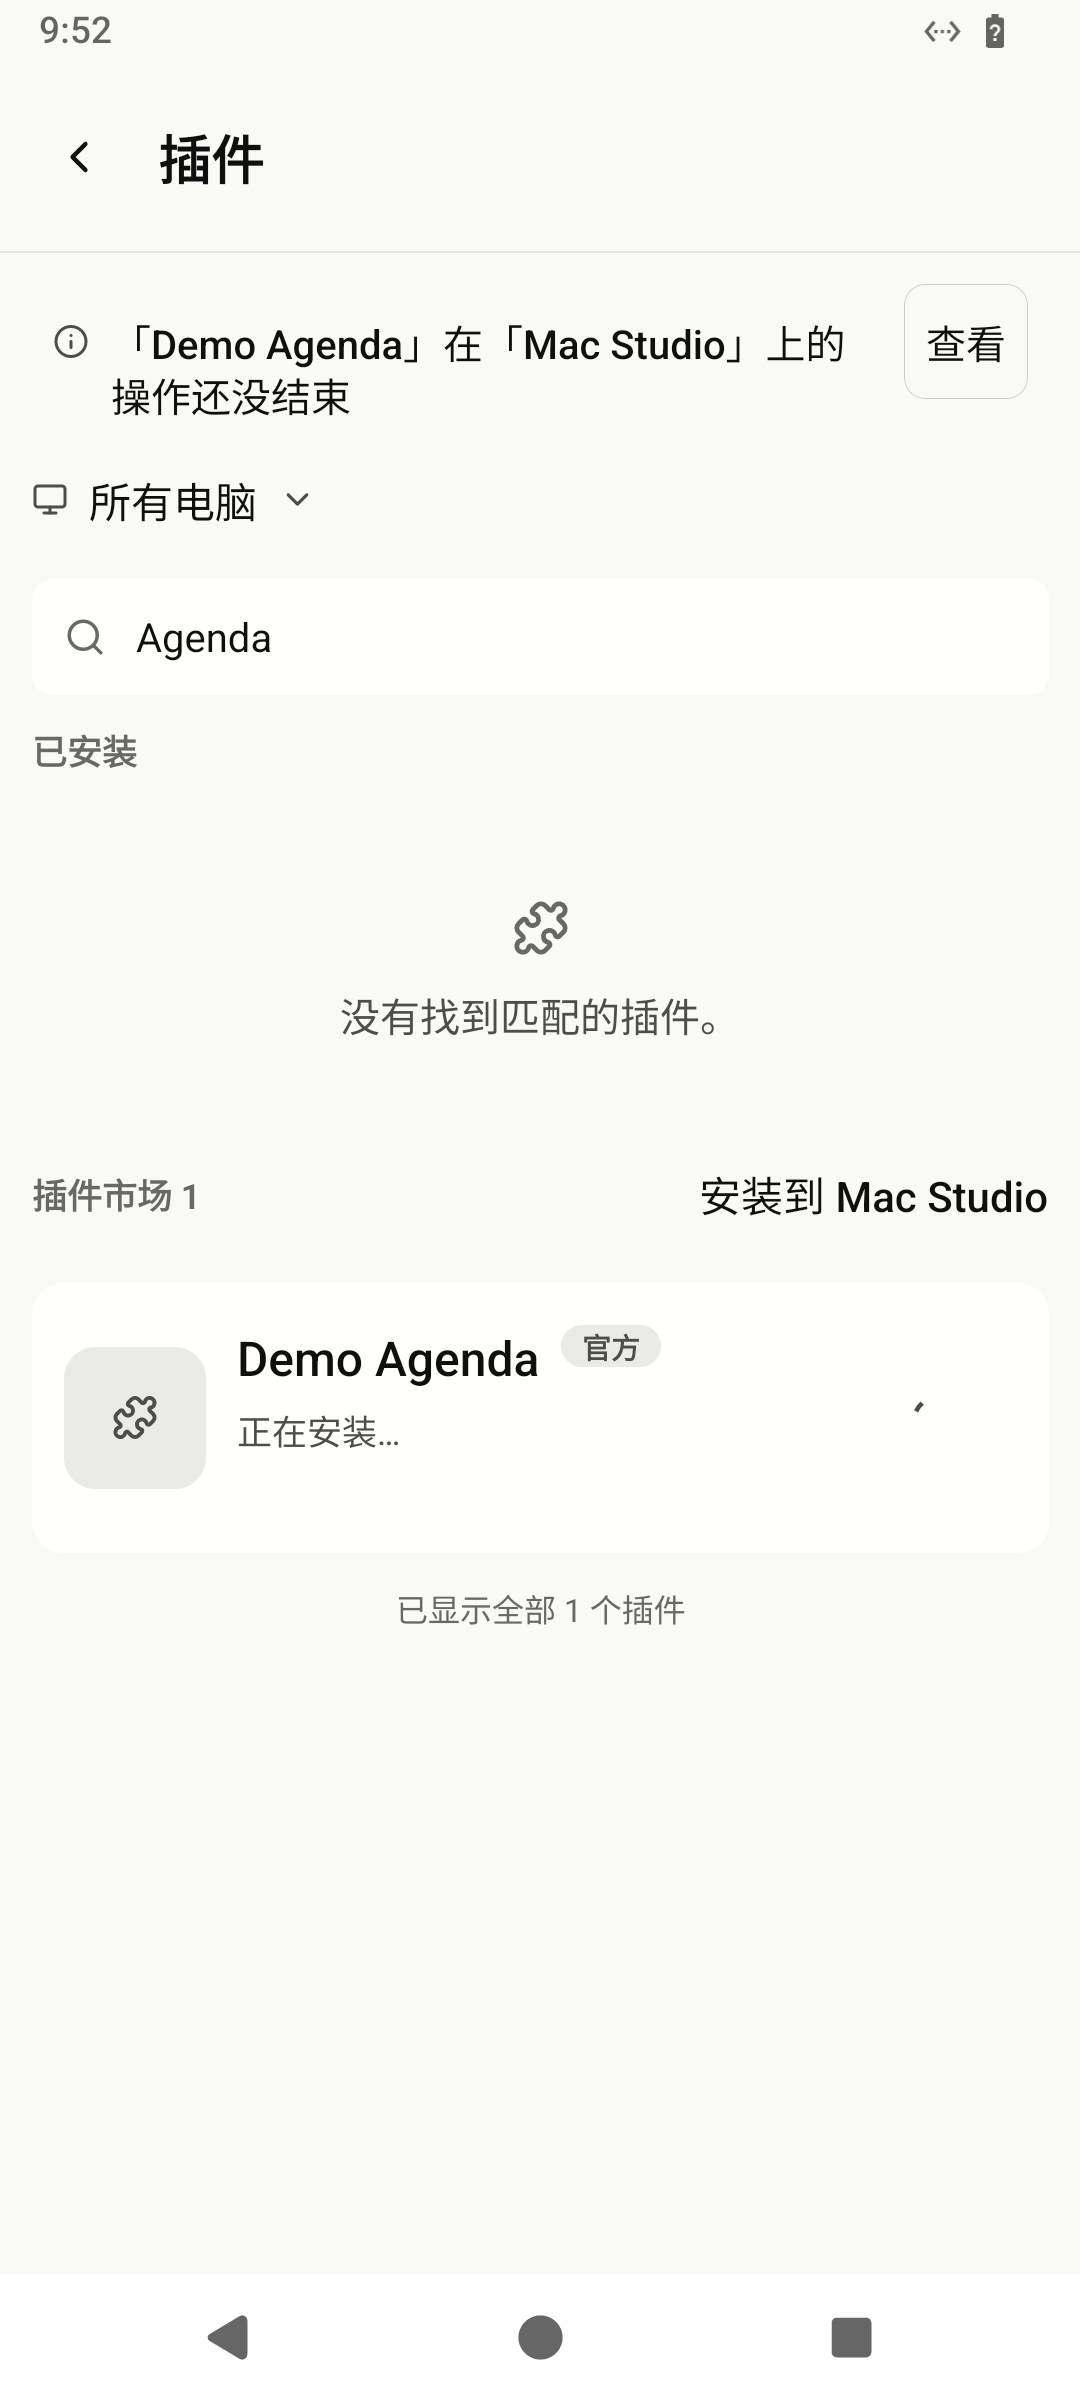 9:52
插件
「Demo Agenda」在「Mac Studio」上的
操作还没结束
查看
所有电脑
Agenda
已安装
没有找到匹配的插件。
插件市场 1
安装到 Mac Studio
Demo Agenda
官方
正在安装...
已显示全部 1 个插件